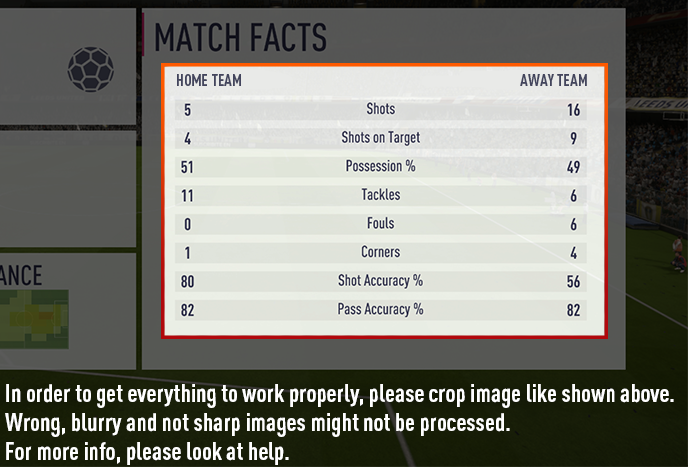 MATCH FACTS
HOME TEAM AWAY TEAM
5 Shots 16
4 Shots on Target 9
51 Possession % 49
11 Tackles 6
0 Fouls 6
1 Corners 4
80 Shot Accuracy % 56
82 Pass Accuracy % 82
ANCE
LEEDS
In order to get everything to work properly, please crop image like shown above.
Wrong, blurry and not sharp images might not be processed.
For more info, please look at help.